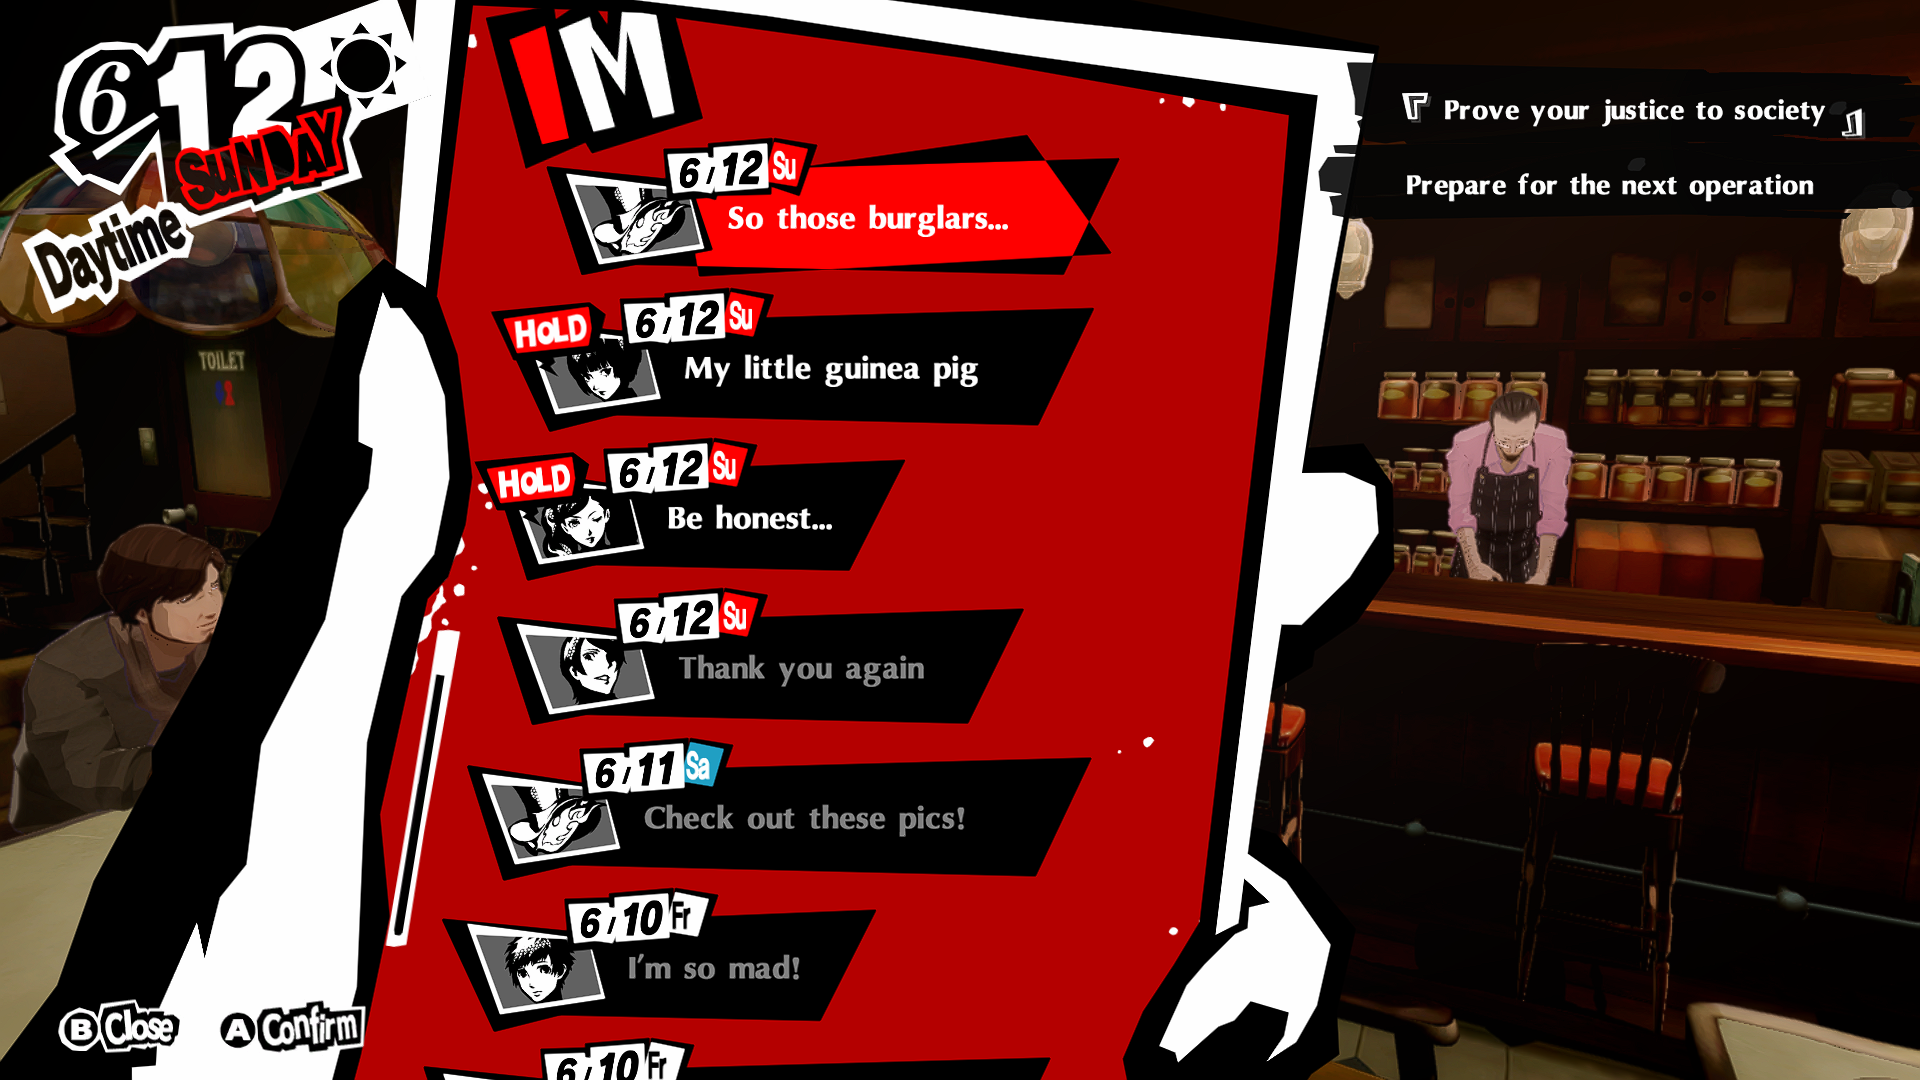 6 12
SUNDAY
Daytime
IM
Prove your justice to society
Prepare for the next operation
6/12 Su
So those burglars...
HOLD 6/12 Su
My little guinea pig
HOLD 6/12 Su
Be honest...
6/12 Su
Thank you again
6/11 Sa
Check out these pics!
6/10 Fr
I'm so mad!
6/10 Fr
TOILET
B Close A Confirm